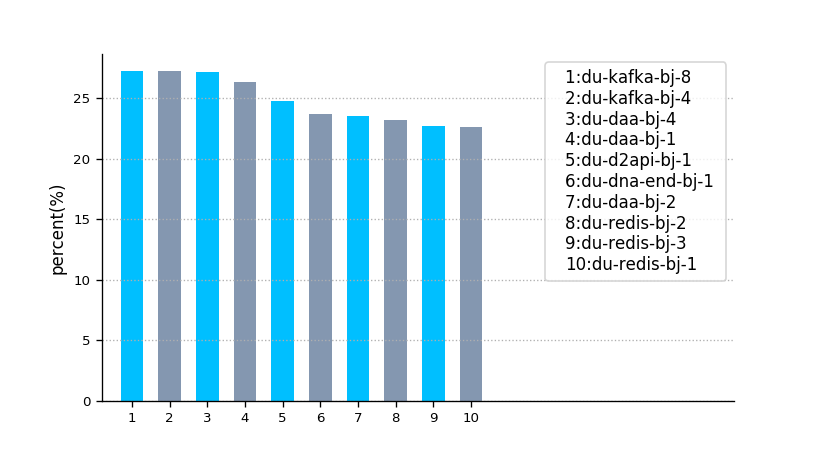 percent(%)
25
20
15
10
5
0
1 2 3 4 5 6 7 8 9 10
1:du-kafka-bj-8
2:du-kafka-bj-4
3:du-daa-bj-4
4:du-daa-bj-1
5:du-d2api-bj-1
6:du-dna-end-bj-1
7:du-daa-bj-2
8:du-redis-bj-2
9:du-redis-bj-3
10:du-redis-bj-1